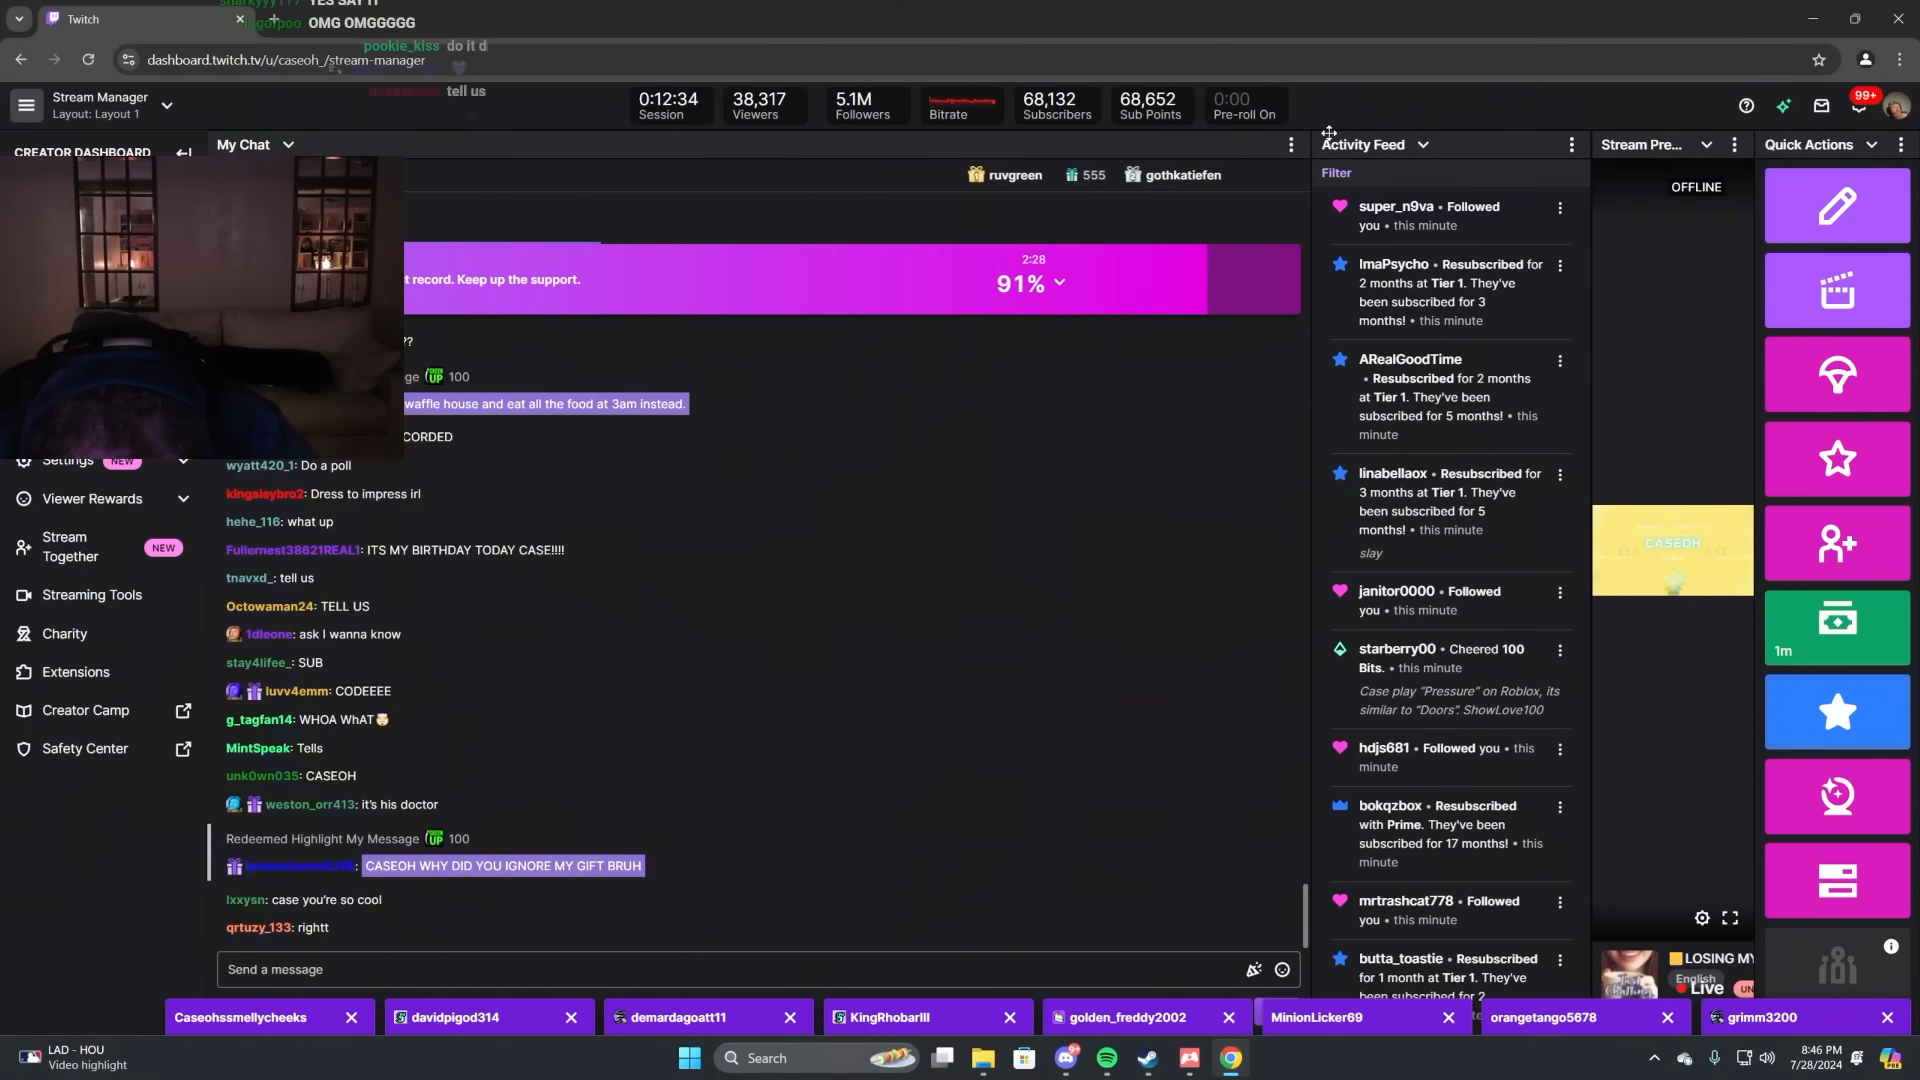 YES SAY IT
Twitch
OMG OMGGGGG
pookie_kiss do it d
dashboard.twitch.tv/u/caseoh_/stream-manager
tell us
Stream Manager
Layout: Layout 1
0:12:34
Session
38,317
Viewers
5.1M
Followers
Bitrate
68,132
Subscribers
68,652
Sub Points
0:00
Pre-roll On
99+
CREATOR DASHBOARD
Settings NEW
Viewer Rewards
Stream
Together
NEW
Streaming Tools
Charity
Extensions
Creator Camp
Safety Center
My Chat
ruvgreen 555 gothkatiefen
t record. Keep up the support.
2:28
91%
??
ge 100
waffle house and eat all the food at 3am instead.
CORDED
wyatt420_1: Do a poll
kingsleybro2: Dress to impress irl
hehe_116: what up
Fullernest38621REAL1: ITS MY BIRTHDAY TODAY CASE!!!!
tnavxd_: tell us
Octowaman24: TELL US
1dleone: ask I wanna know
stay4lifee_: SUB
luvv4emm: CODEEEE
g_tagfan14: WHOA WhAT🤯
MintSpeak: Tells
unk0wn035: CASEOH
weston_orr413: it's his doctor
Redeemed Highlight My Message 100
CASEOH WHY DID YOU IGNORE MY GIFT BRUH
lxxysn: case you're so cool
qrtuzy_133: rightt
Send a message
Activity Feed
Filter
super_n9va • Followed
you • this minute
ImaPsycho • Resubscribed for
2 months at Tier 1. They've
been subscribed for 3
months! • this minute
ARealGoodTime
• Resubscribed for 2 months
at Tier 1. They've been
subscribed for 5 months! • this
minute
linabellaox • Resubscribed for
3 months at Tier 1. They've
been subscribed for 5
months! • this minute
slay
janitor0000 • Followed
you • this minute
starberry00 • Cheered 100
Bits. • this minute
Case play "Pressure" on Roblox, its
similar to "Doors". ShowLove100
hdjs681 • Followed you • this
minute
bokqzbox • Resubscribed
with Prime. They've been
subscribed for 17 months! • this
minute
mrtrashcat778 • Followed
you • this minute
butta_toastie • Resubscribed
for 1 month at Tier 1. They've
been subscribed for 2
Stream Pre...
OFFLINE
CASEOH
LOSING MY
English
Live
UN
Quick Actions
1m
Caseohssmellycheeks
davidpigod314
demardagoatt11
KingRhobarIII
golden_freddy2002
MinionLicker69
orangetango5678
grimm3200
LAD - HOU
Video highlight
Search
8:46 PM
7/28/2024